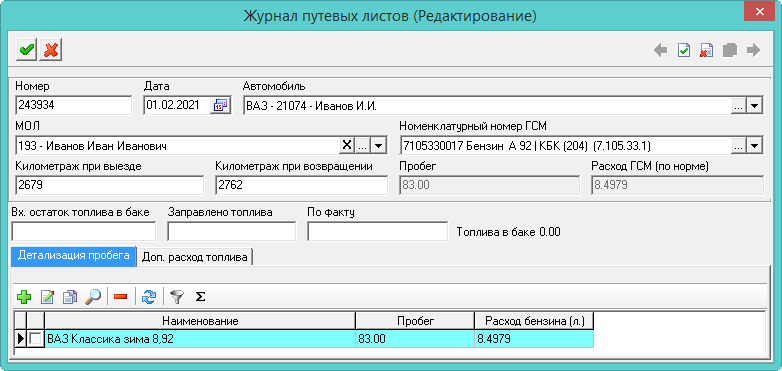 Журнал путевых листов (Редактирование)
Номер Дата Автомобиль
243934 01.02.2021 15 ВАЗ - 21074 - Иванов И.И. ...
МОЛ Номенклатурный номер ГСМ
193 - Иванов Иван Иванович X ... 7105330017 Бензин А 92 | КБК (204) (7.105.33.1) ...
Километраж при выезде Километраж при возвращении Пробег Расход ГСМ (по норме)
2679 2762 83.00 8.4979
Вх. остаток топлива в баке Заправлено топлива По факту
Топлива в баке 0.00
Детализация пробега Доп. расход топлива
Σ
Наименование Пробег Расход бензина (л.)
ВАЗ Классика зима 8,92 83.00 8.4979